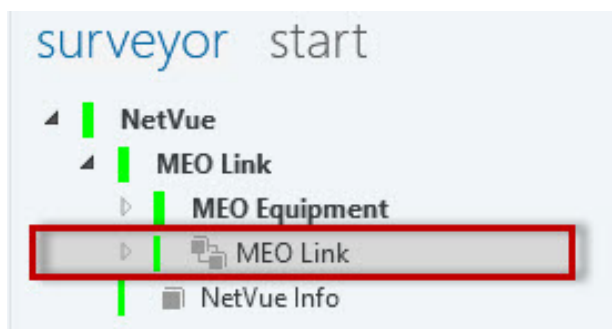 surveyor start
NetVue
MEO Link
MEO Equipment
MEO Link
NetVue Info